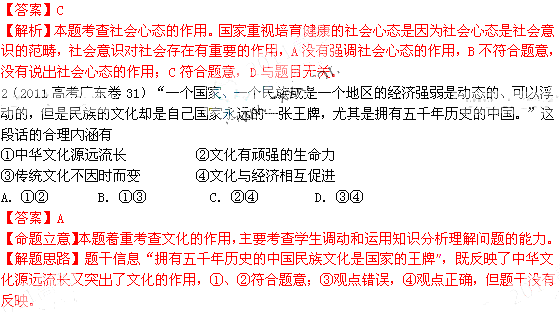 【答案】C
【解析】本题考查社会心态的作用。国家重视培育健康的社会心态是因为社会心态是社会意
识的范畴，社会意识对社会存在有重要的作用，A没有强调社会心态的作用，B不符合题意，
没有说出社会心态的作用；C符合题意，D与题目无关。
2（2011高考广东卷31）“一个国家、一个民族或是一个地区的经济强弱是动态的、可以浮
动的，但是民族的文化却是自己国家永远的一张王牌，尤其是拥有五千年历史的中国。”这
段话的合理内涵有
①中华文化源远流长 ②文化有顽强的生命力
③传统文化不因时而变 ④文化与经济相互促进
A. ①② B. ①③ C. ②④ D. ③④
【答案】A
【命题立意】本题着重考查文化的作用,主要考查学生调动和运用知识分析理解问题的能力。
【解题思路】题干信息“拥有五千年历史的中国民族文化是国家的王牌”，既反映了中华文
化源远流长又突出了文化的作用，①、②符合题意；③观点错误，④观点正确，但题干没有
反映。